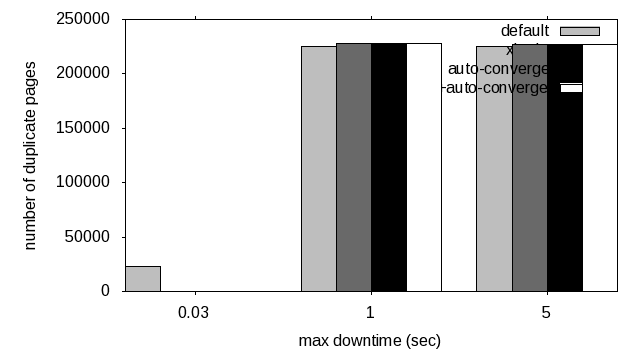 250000
200000
150000
100000
50000
0
number of duplicate pages
0.03
1
5
max downtime (sec)
default
auto-converge
-auto-converge